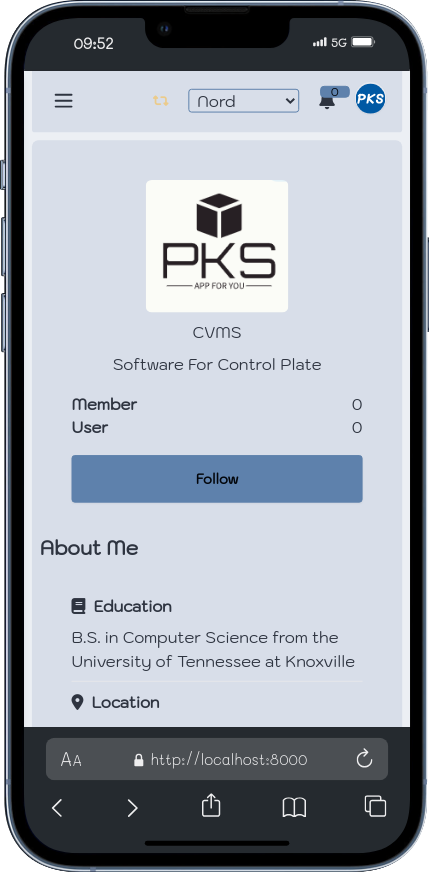 09:52
5G
Nord
0
PKS
PKS
APP FOR YOU
CVMS
Software For Control Plate
Member 0
User 0
Follow
About Me
Education
B.S. in Computer Science from the
University of Tennessee at Knoxville
Location
AA http://localhost:8000